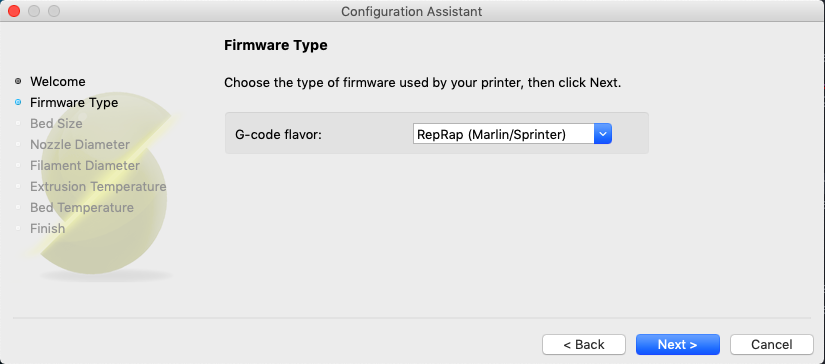 Configuration Assistant
Firmware Type
Choose the type of firmware used by your printer, then click Next.
Welcome
Firmware Type
Bed Size
Nozzle Diameter
Filament Diameter
Extrusion Temperature
Bed Temperature
Finish
G-code flavor:
RepRap (Marlin/Sprinter)
< Back
Next >
Cancel